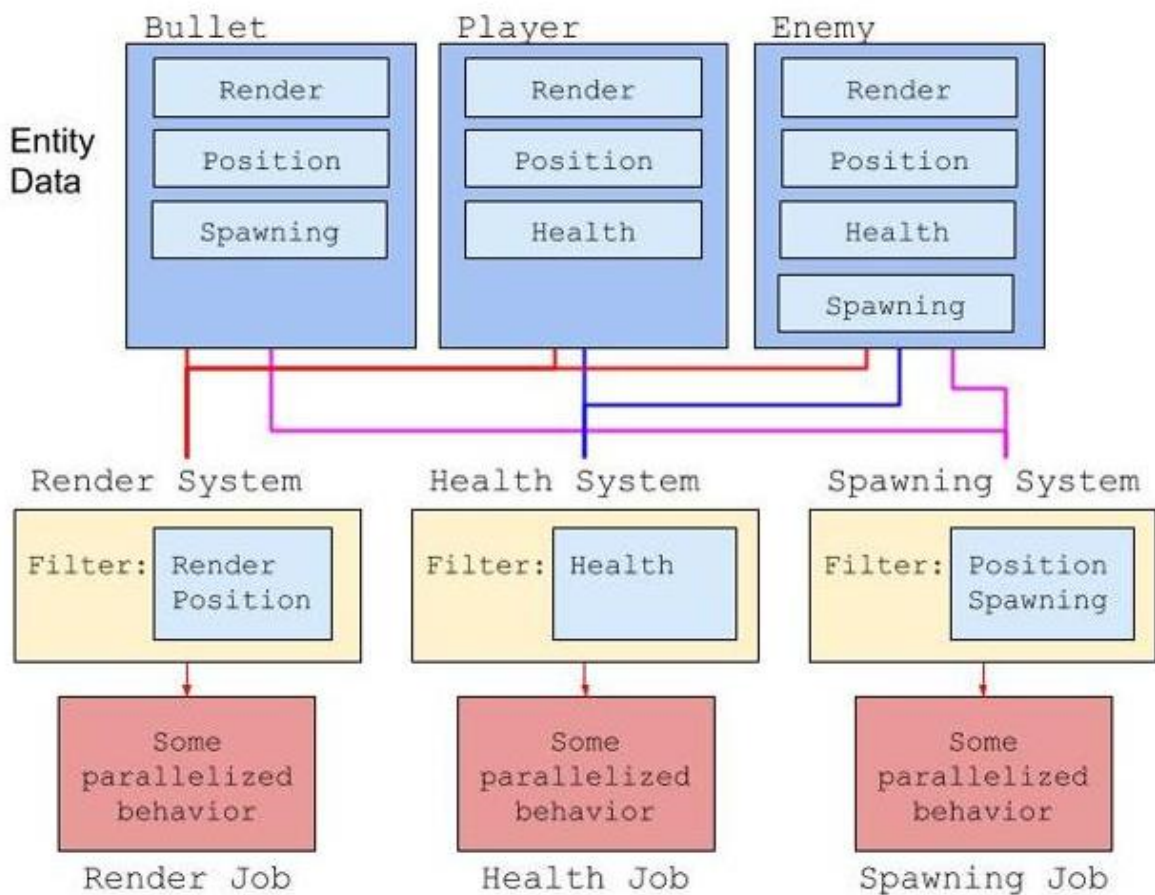 Bullet
Player
Enemy
Entity
Data
Render
Position
Spawning
Render
Position
Health
Render
Position
Health
Spawning
Render System
Filter:
Render
Position
Health System
Filter:
Health
Spawning System
Filter:
Position
Spawning
Some
parallelized
behavior
Render Job
Some
parallelized
behavior
Health Job
Some
parallelized
behavior
Spawning Job